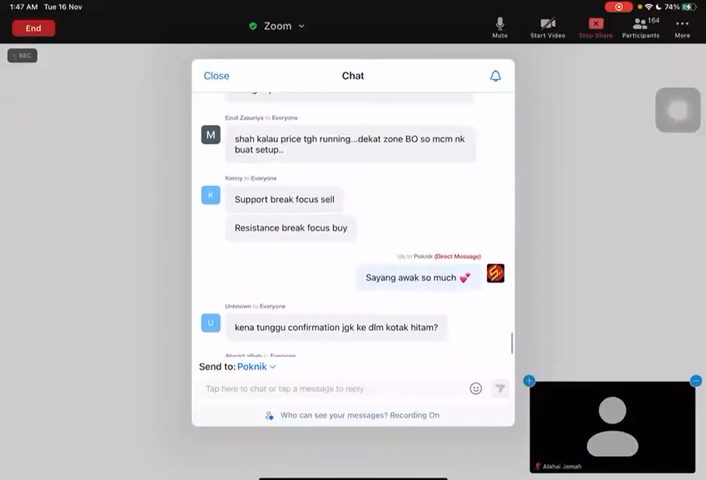 1:47 AM Tue 16 Nov
74%
End
Zoom
Mute
Start Video
Stop Share
164
Participants
More
REC
Close
Chat
Ezuli Zakariya to Everyone
M
shah kalau price tgh running...dekat zone BO so mcm nk
buat setup..
Kenny to Everyone
K
Support break focus sell
Resistance break focus buy
to Poknik (Direct Message)
Sayang awak so much 💕
Unknown to Everyone
U
kena tunggu confirmation jgk ke dlm kotak hitam?
Send to: Poknik
Tap here to chat or tap a message to reply
Who can see your messages? Recording On
Alahai Jemah